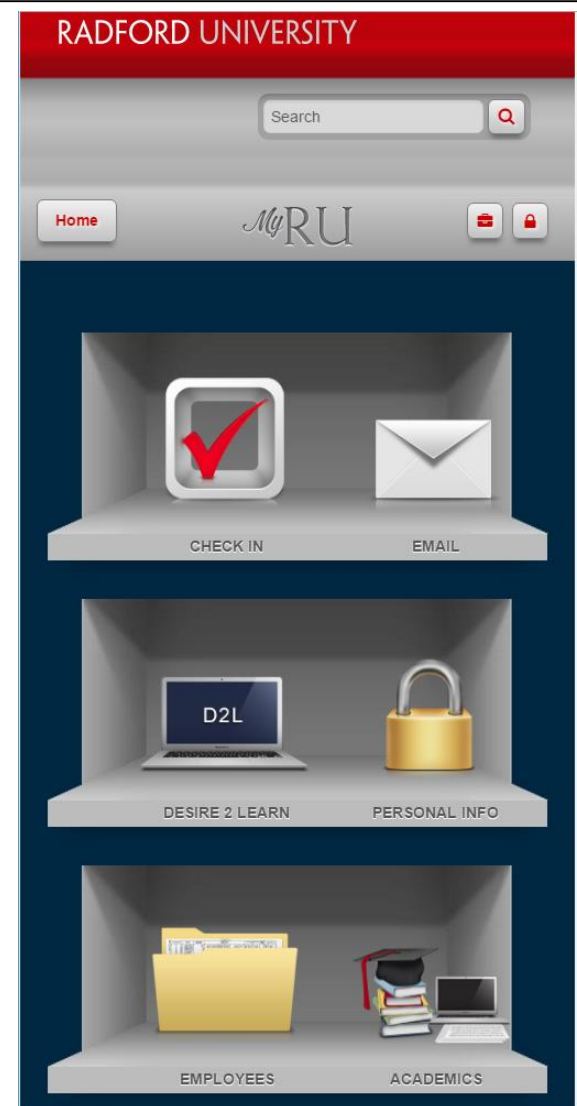 RADFORD UNIVERSITY
Search
Home
MyRU
CHECK IN
EMAIL
D2L
DESIRE 2 LEARN
PERSONAL INFO
EMPLOYEES
ACADEMICS